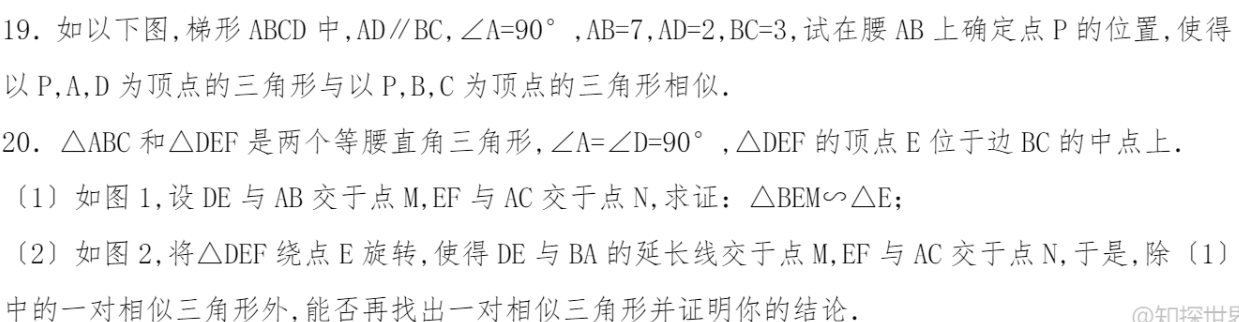 19. 如以下图,梯形 ABCD 中,AD∥BC,∠A=90°,AB=7,AD=2,BC=3,试在腰 AB 上确定点 P 的位置,使得
以 P,A,D 为顶点的三角形与以 P,B,C 为顶点的三角形相似.
20. △ABC 和△DEF 是两个等腰直角三角形,∠A=∠D=90°,△DEF 的顶点 E 位于边 BC 的中点上.
〔1〕如图 1,设 DE 与 AB 交于点 M,EF 与 AC 交于点 N,求证:△BEM∽△E;
〔2〕如图 2,将△DEF 绕点 E 旋转,使得 DE 与 BA 的延长线交于点 M,EF 与 AC 交于点 N,于是,除〔1〕
中的一对相似三角形外,能否再找出一对相似三角形并证明你的结论.
@知探世界